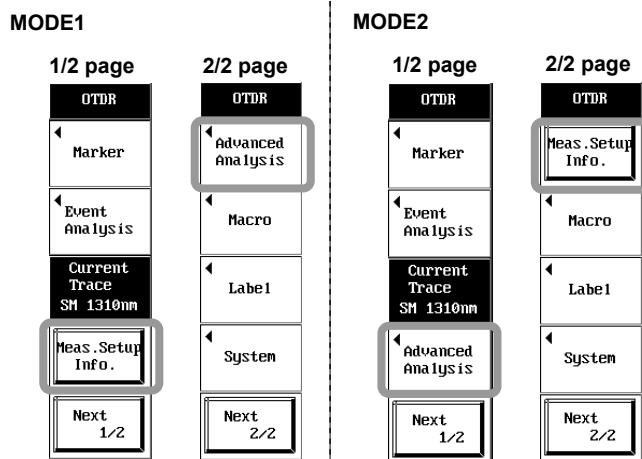 MODE1
1/2 page
OTDR
Marker
Event
Analysis
Current
Trace
SM 1310nm
Meas.Setup
Info.
Next
1/2
2/2 page
OTDR
Advanced
Analysis
Macro
Label
System
Next
2/2
MODE2
1/2 page
OTDR
Marker
Event
Analysis
Current
Trace
SM 1310nm
Advanced
Analysis
Next
1/2
2/2 page
OTDR
Meas.Setup
Info.
Macro
Label
System
Next
2/2